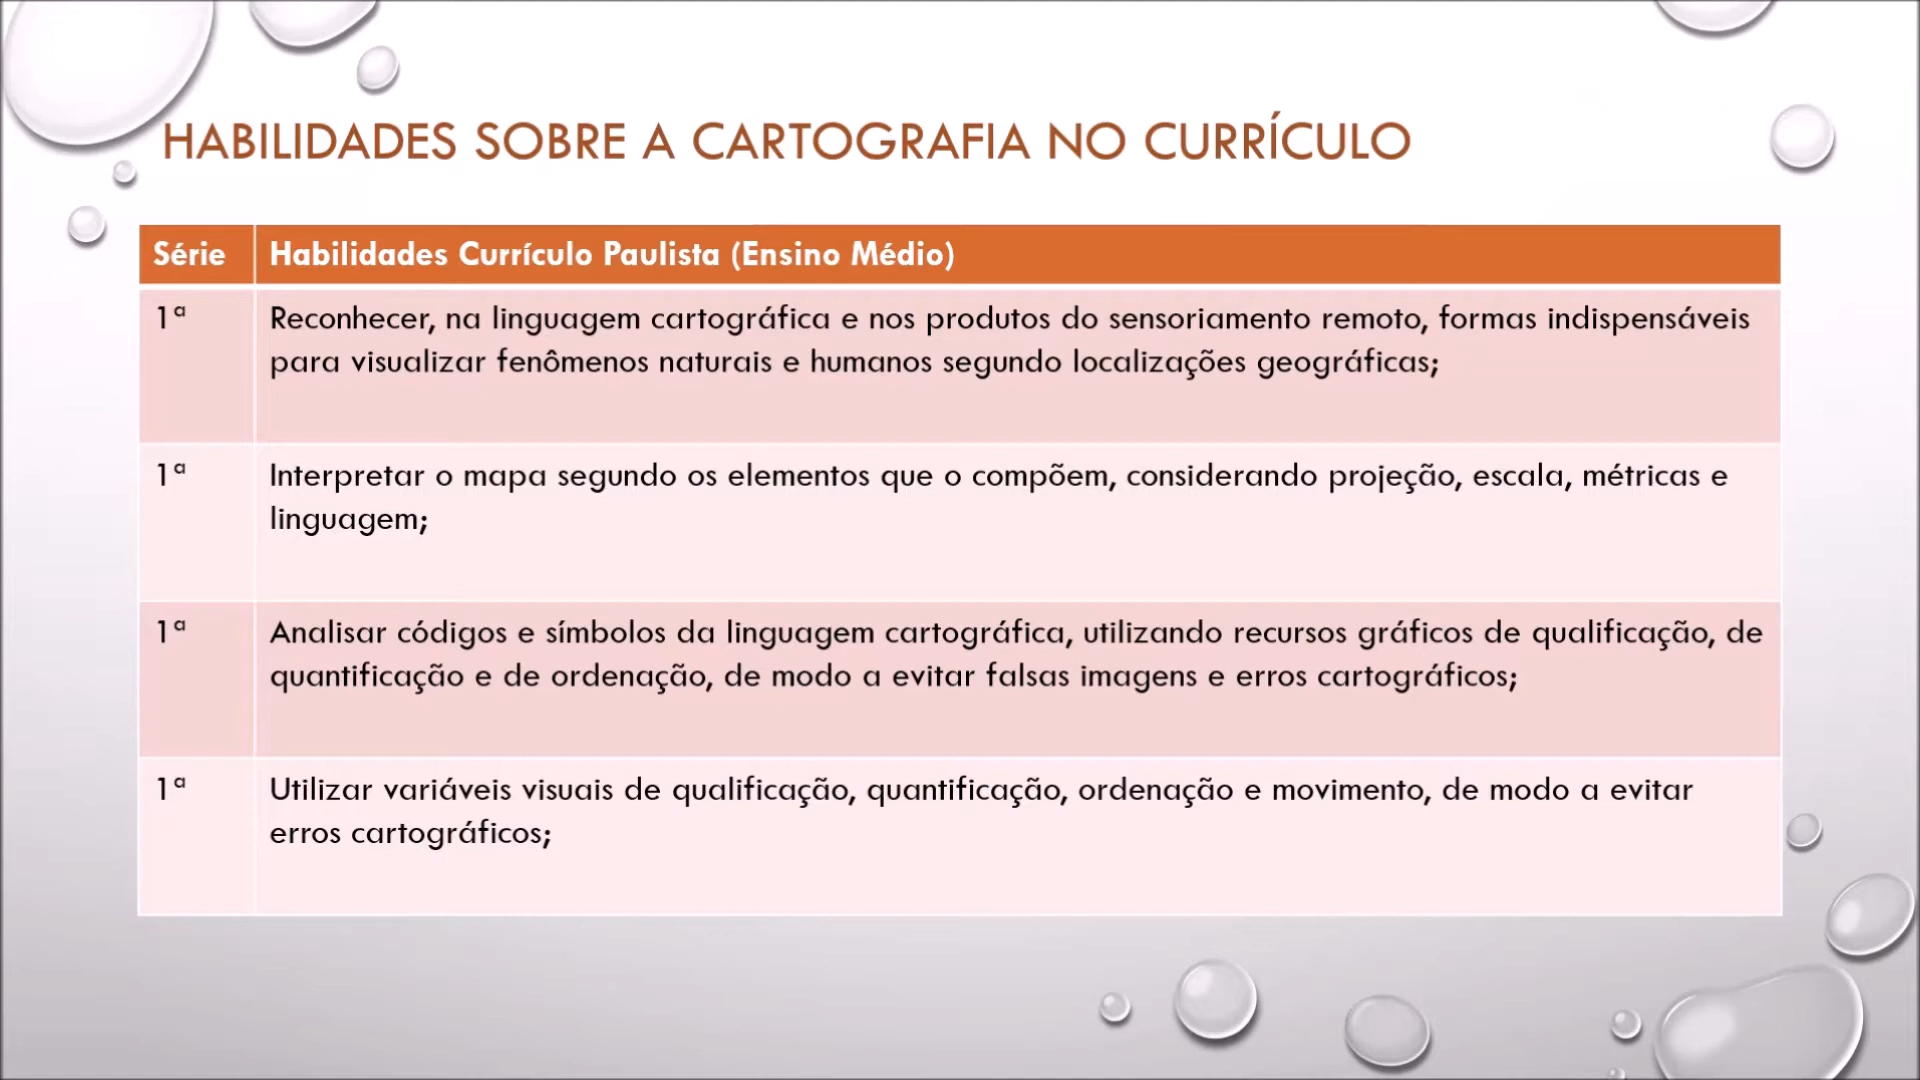 HABILIDADES SOBRE A CARTOGRAFIA NO CURRÍCULO
Série Habilidades Currículo Paulista (Ensino Médio)
1ª Reconhecer, na linguagem cartográfica e nos produtos do sensoriamento remoto, formas indispensáveis
para visualizar fenômenos naturais e humanos segundo localizações geográficas;
1ª Interpretar o mapa segundo os elementos que o compõem, considerando projeção, escala, métricas e
linguagem;
1ª Analisar códigos e símbolos da linguagem cartográfica, utilizando recursos gráficos de qualificação, de
quantificação e de ordenação, de modo a evitar falsas imagens e erros cartográficos;
1ª Utilizar variáveis visuais de qualificação, quantificação, ordenação e movimento, de modo a evitar
erros cartográficos;